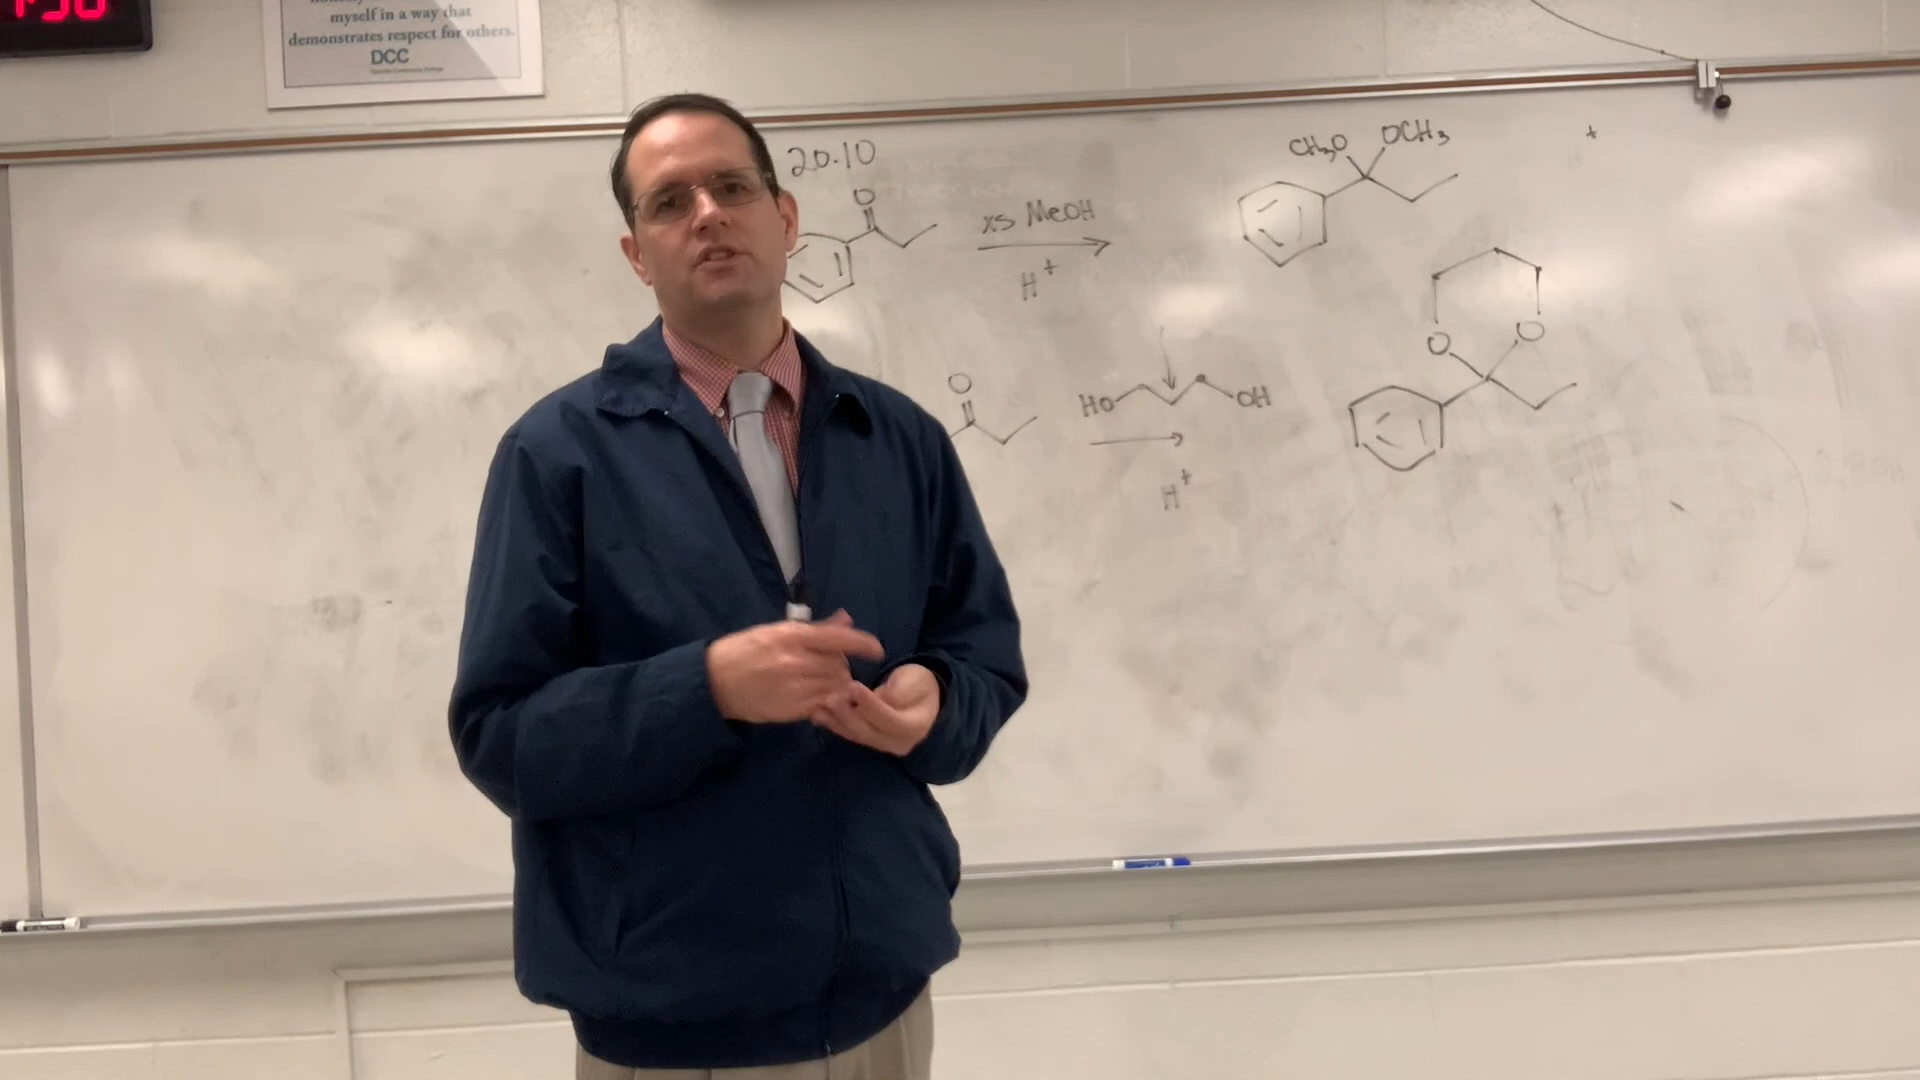 myself in a way that
demonstrates respect for others.
DCC
20.10
O
xs MeOH
H+
CH3O OCH3
+
O
HO OH
H+
O O